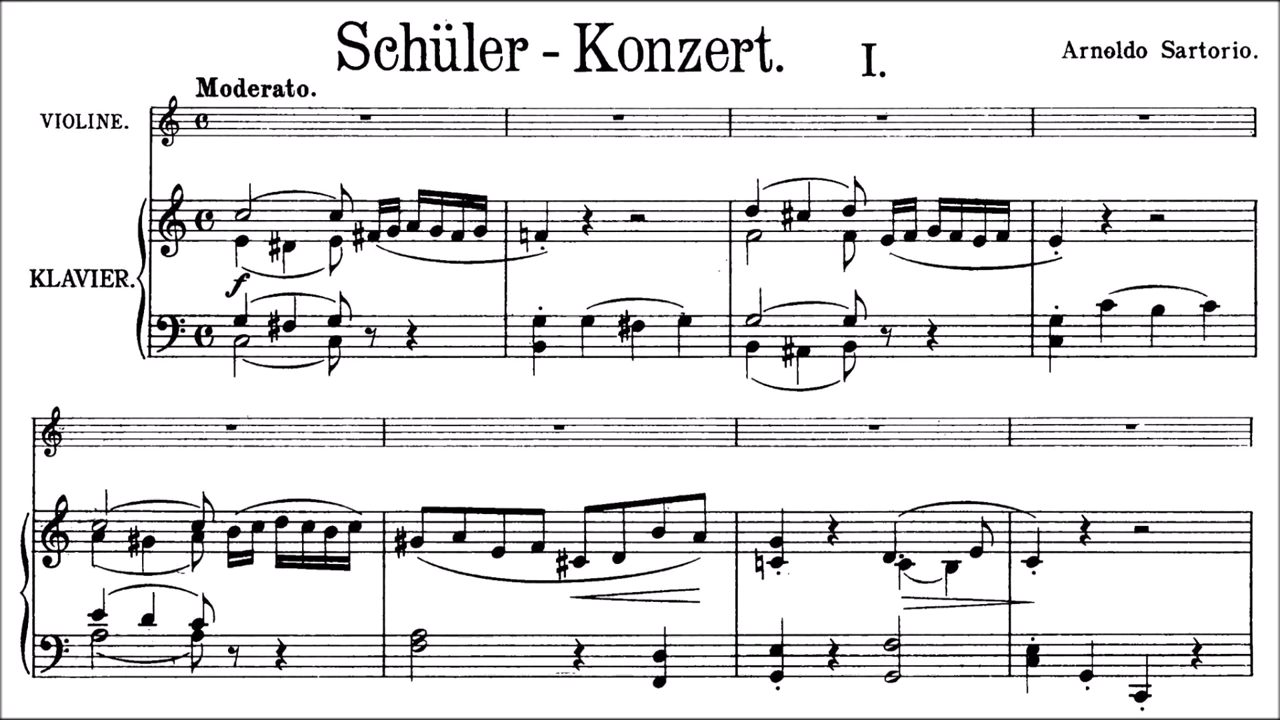 Schüler - Konzert.
I.
Arnoldo Sartorio.
Moderato.
VIOLINE.
KLAVIER.
f